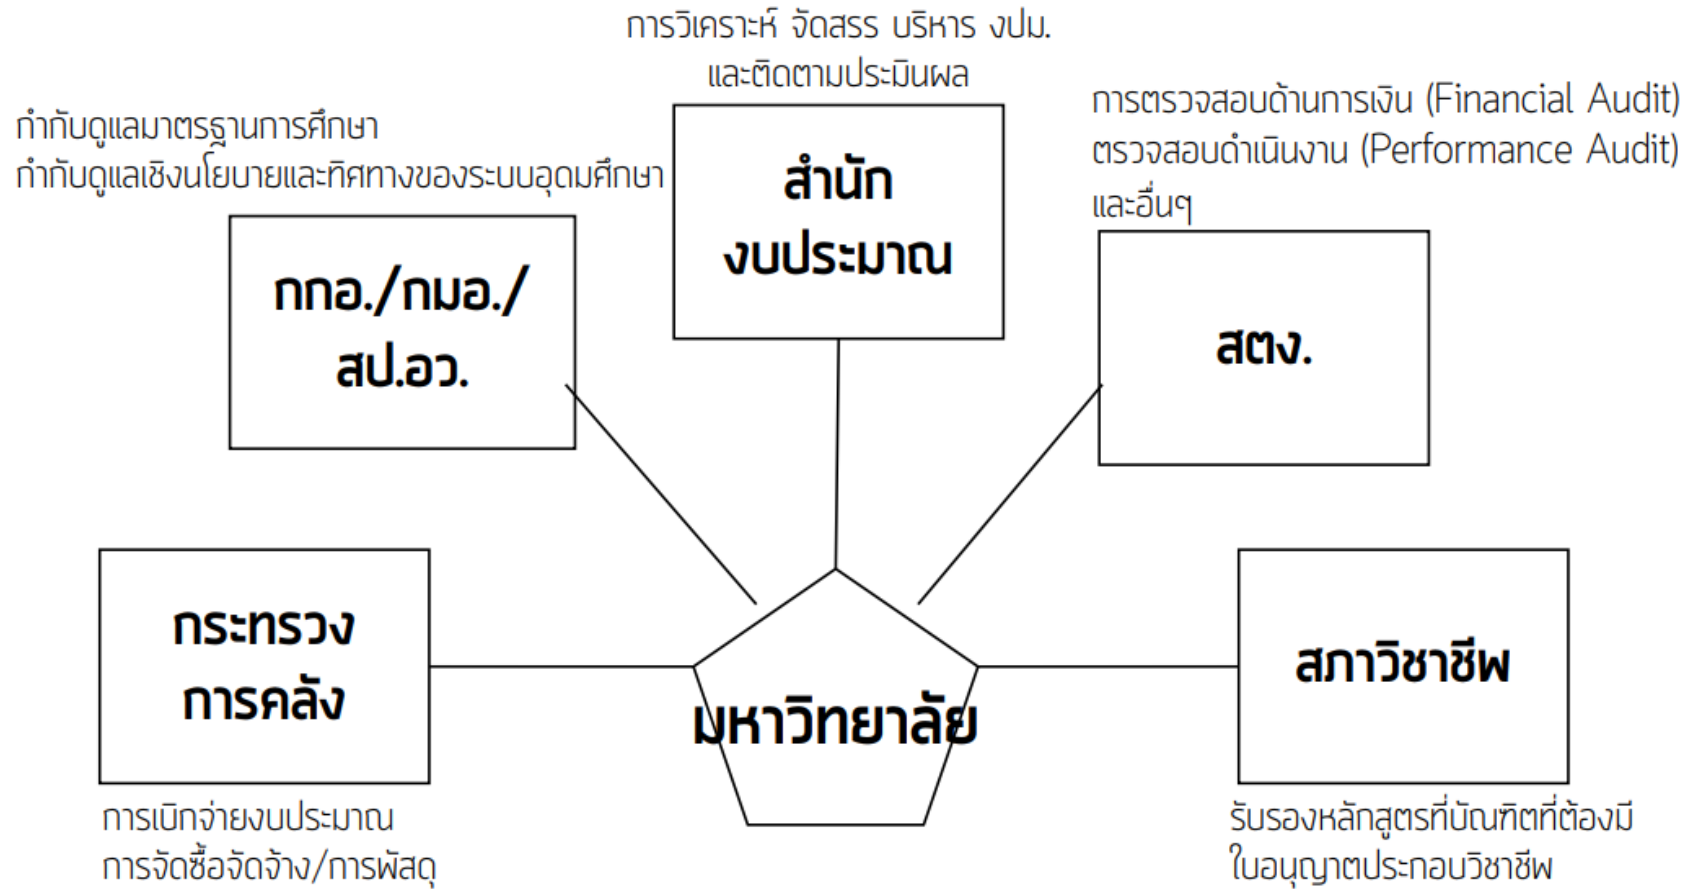 การวิเคราะห์ จัดสรร บริหาร งปม.
และติดตามประมินผล
กำกับดูแลมาตรฐานการศึกษา
กำกับดูแลเชิงนโยบายและทิศทางของระบบอุดมศึกษา
การตรวจสอบด้านการเงิน (Financial Audit)
ตรวจสอบดำเนินงาน (Performance Audit)
และอื่นๆ
สำนัก
งบประมาณ
กกอ./กมอ./
สป.อว.
สตง.
กระทรวง
การคลัง
มหาวิทยาลัย
สภาวิชาชีพ
การเบิกจ่ายงบประมาณ
การจัดซื้อจัดจ้าง/การพัสดุ
รับรองหลักสูตรที่บัณฑิตที่ต้องมี
ใบอนุญาตประกอบวิชาชีพ